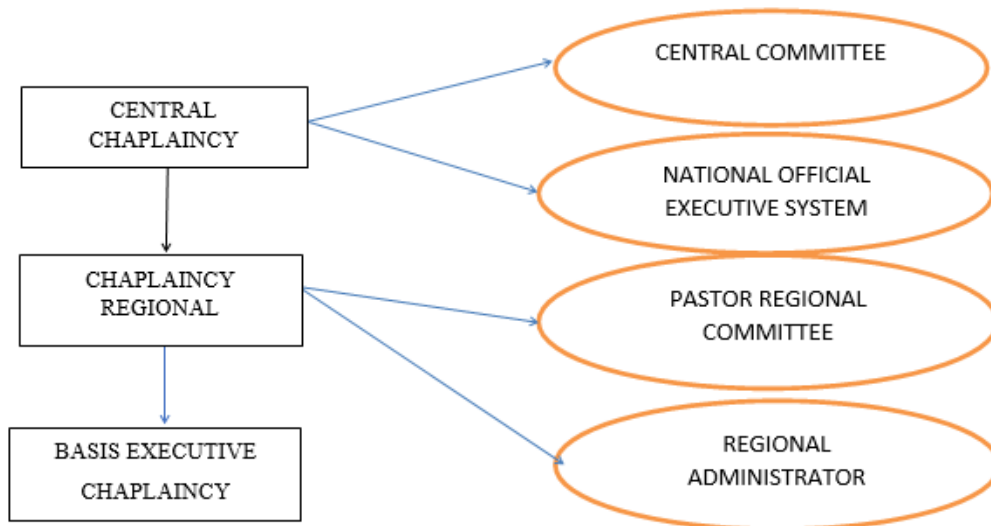 CENTRAL COMMITTEE
CENTRAL
CHAPLAINCY
NATIONAL OFFICIAL
EXECUTIVE SYSTEM
CHAPLAINCY
REGIONAL
PASTOR REGIONAL
COMMITTEE
BASIS EXECUTIVE
CHAPLAINCY
REGIONAL
ADMINISTRATOR